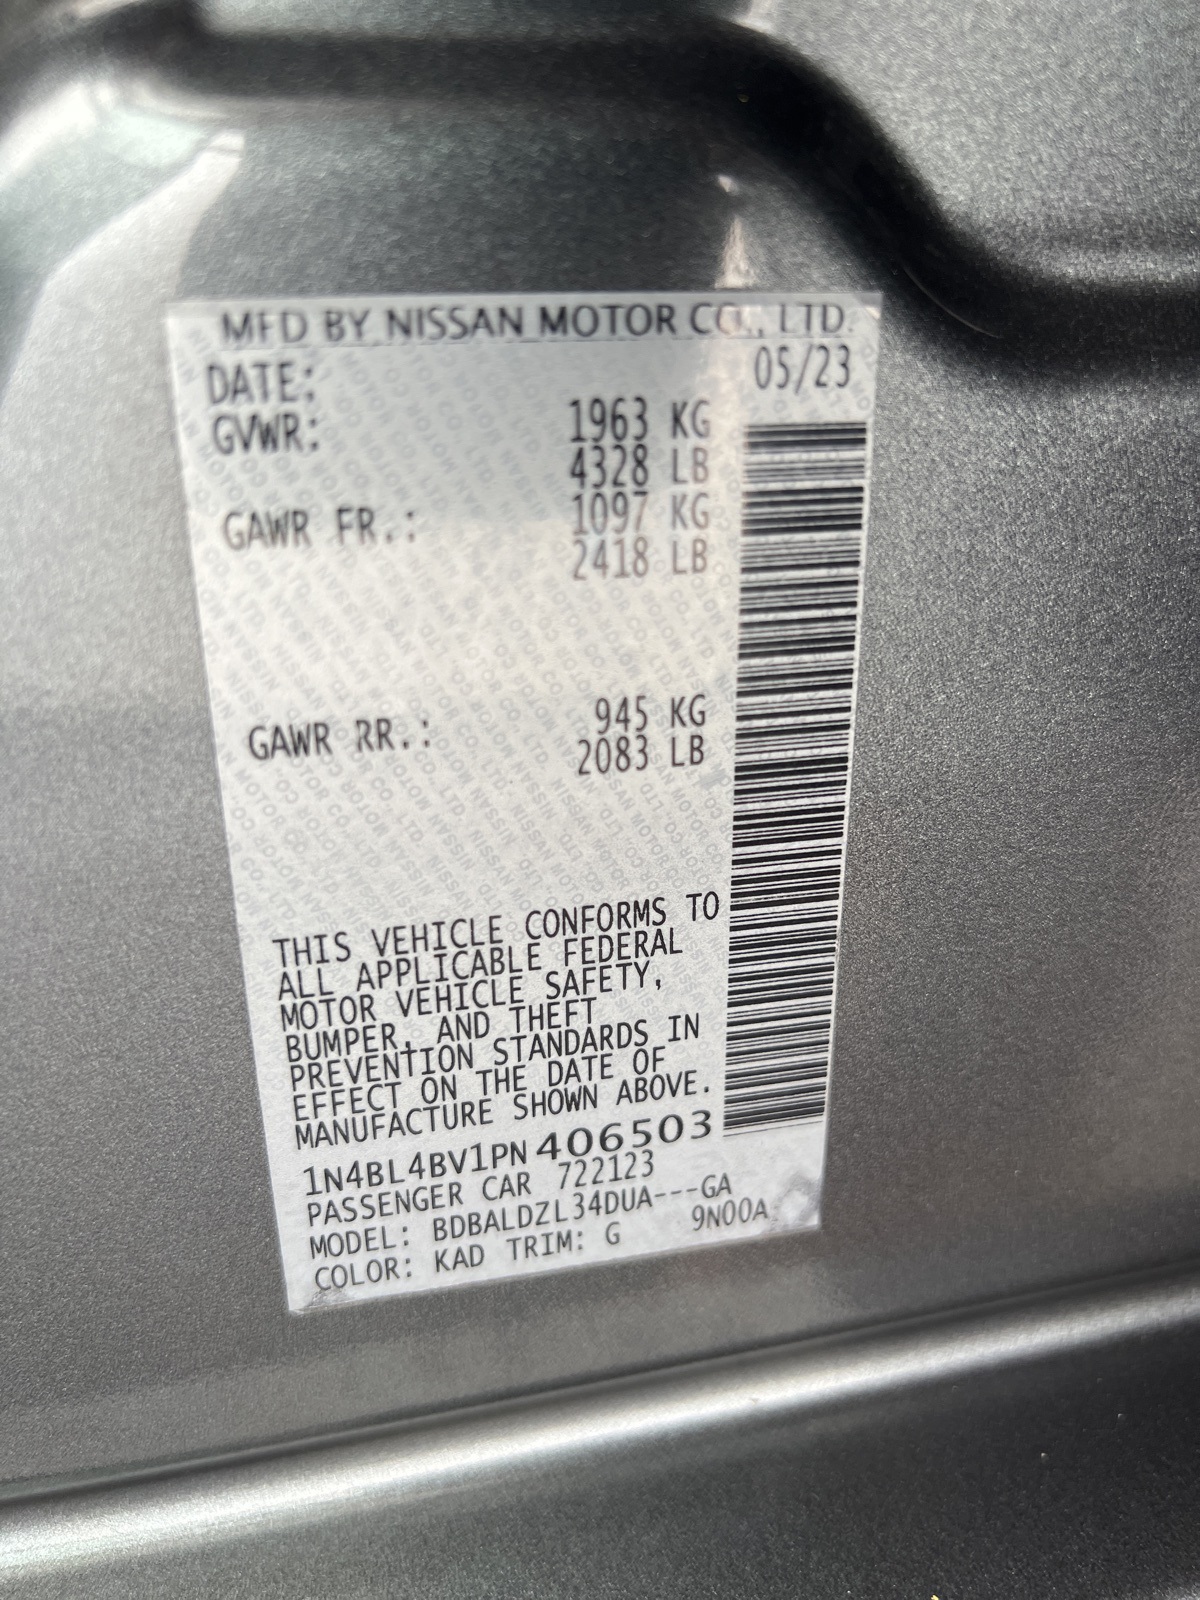 MFD BY NISSAN MOTOR CO., LTD.
DATE: 05/23
GVWR: 1963 KG
4328 LB
GAWR FR.: 1097 KG
2418 LB
GAWR RR.: 945 KG
2083 LB
THIS VEHICLE CONFORMS TO
ALL APPLICABLE FEDERAL
MOTOR VEHICLE SAFETY,
BUMPER, AND THEFT
PREVENTION STANDARDS IN
EFFECT ON THE DATE OF
MANUFACTURE SHOWN ABOVE.
1N4BL4BV1PN406503
PASSENGER CAR 722123
MODEL: BDBALDZL34DUA---GA
COLOR: KAD TRIM: G 9N00A